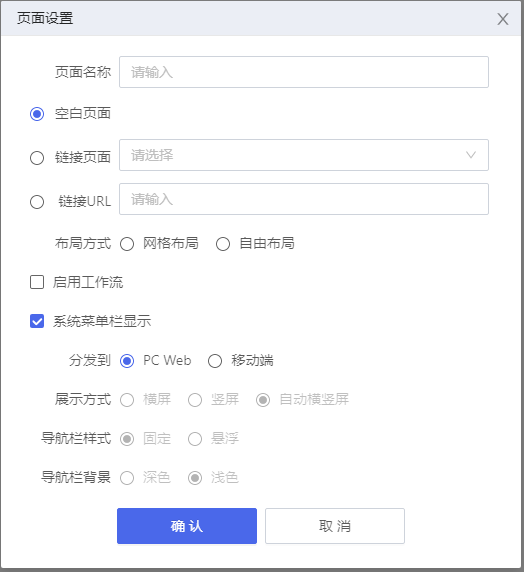 页面设置
页面名称 请输入
空白页面
链接页面 请选择
链接URL 请输入
布局方式 网格布局 自由布局
启用工作流
系统菜单栏显示
分发到 PC Web 移动端
展示方式 横屏 竖屏 自动横竖屏
导航栏样式 固定 悬浮
导航栏背景 深色 浅色
确 认 取 消